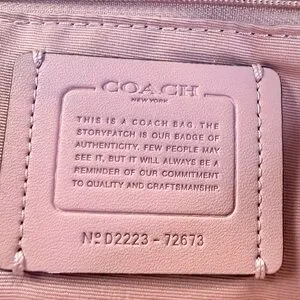 COACH
NEW YORK
THIS IS A COACH BAG. THE
STORYPATCH IS OUR BADGE OF
AUTHENTICITY. FEW PEOPLE MAY
SEE IT, BUT IT WILL ALWAYS BE A
REMINDER OF OUR COMMITMENT
TO QUALITY AND CRAFTSMANSHIP.
Nº D2223-72673